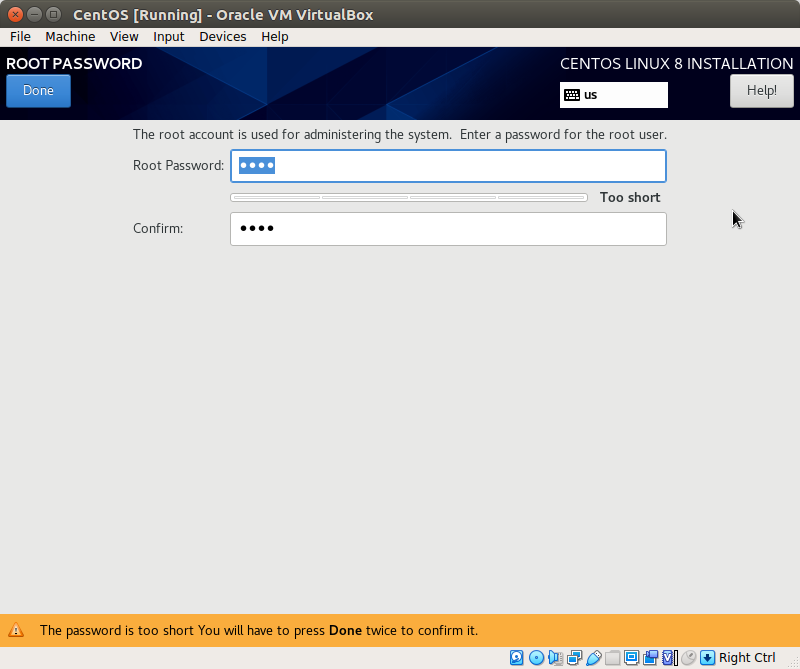 CentOS [Running] - Oracle VM VirtualBox
File Machine View Input Devices Help
ROOT PASSWORD
CENTOS LINUX 8 INSTALLATION
Done
us
Help!
The root account is used for administering the system. Enter a password for the root user.
Root Password: ••••
Too short
Confirm: ••••
The password is too short You will have to press Done twice to confirm it.
Right Ctrl